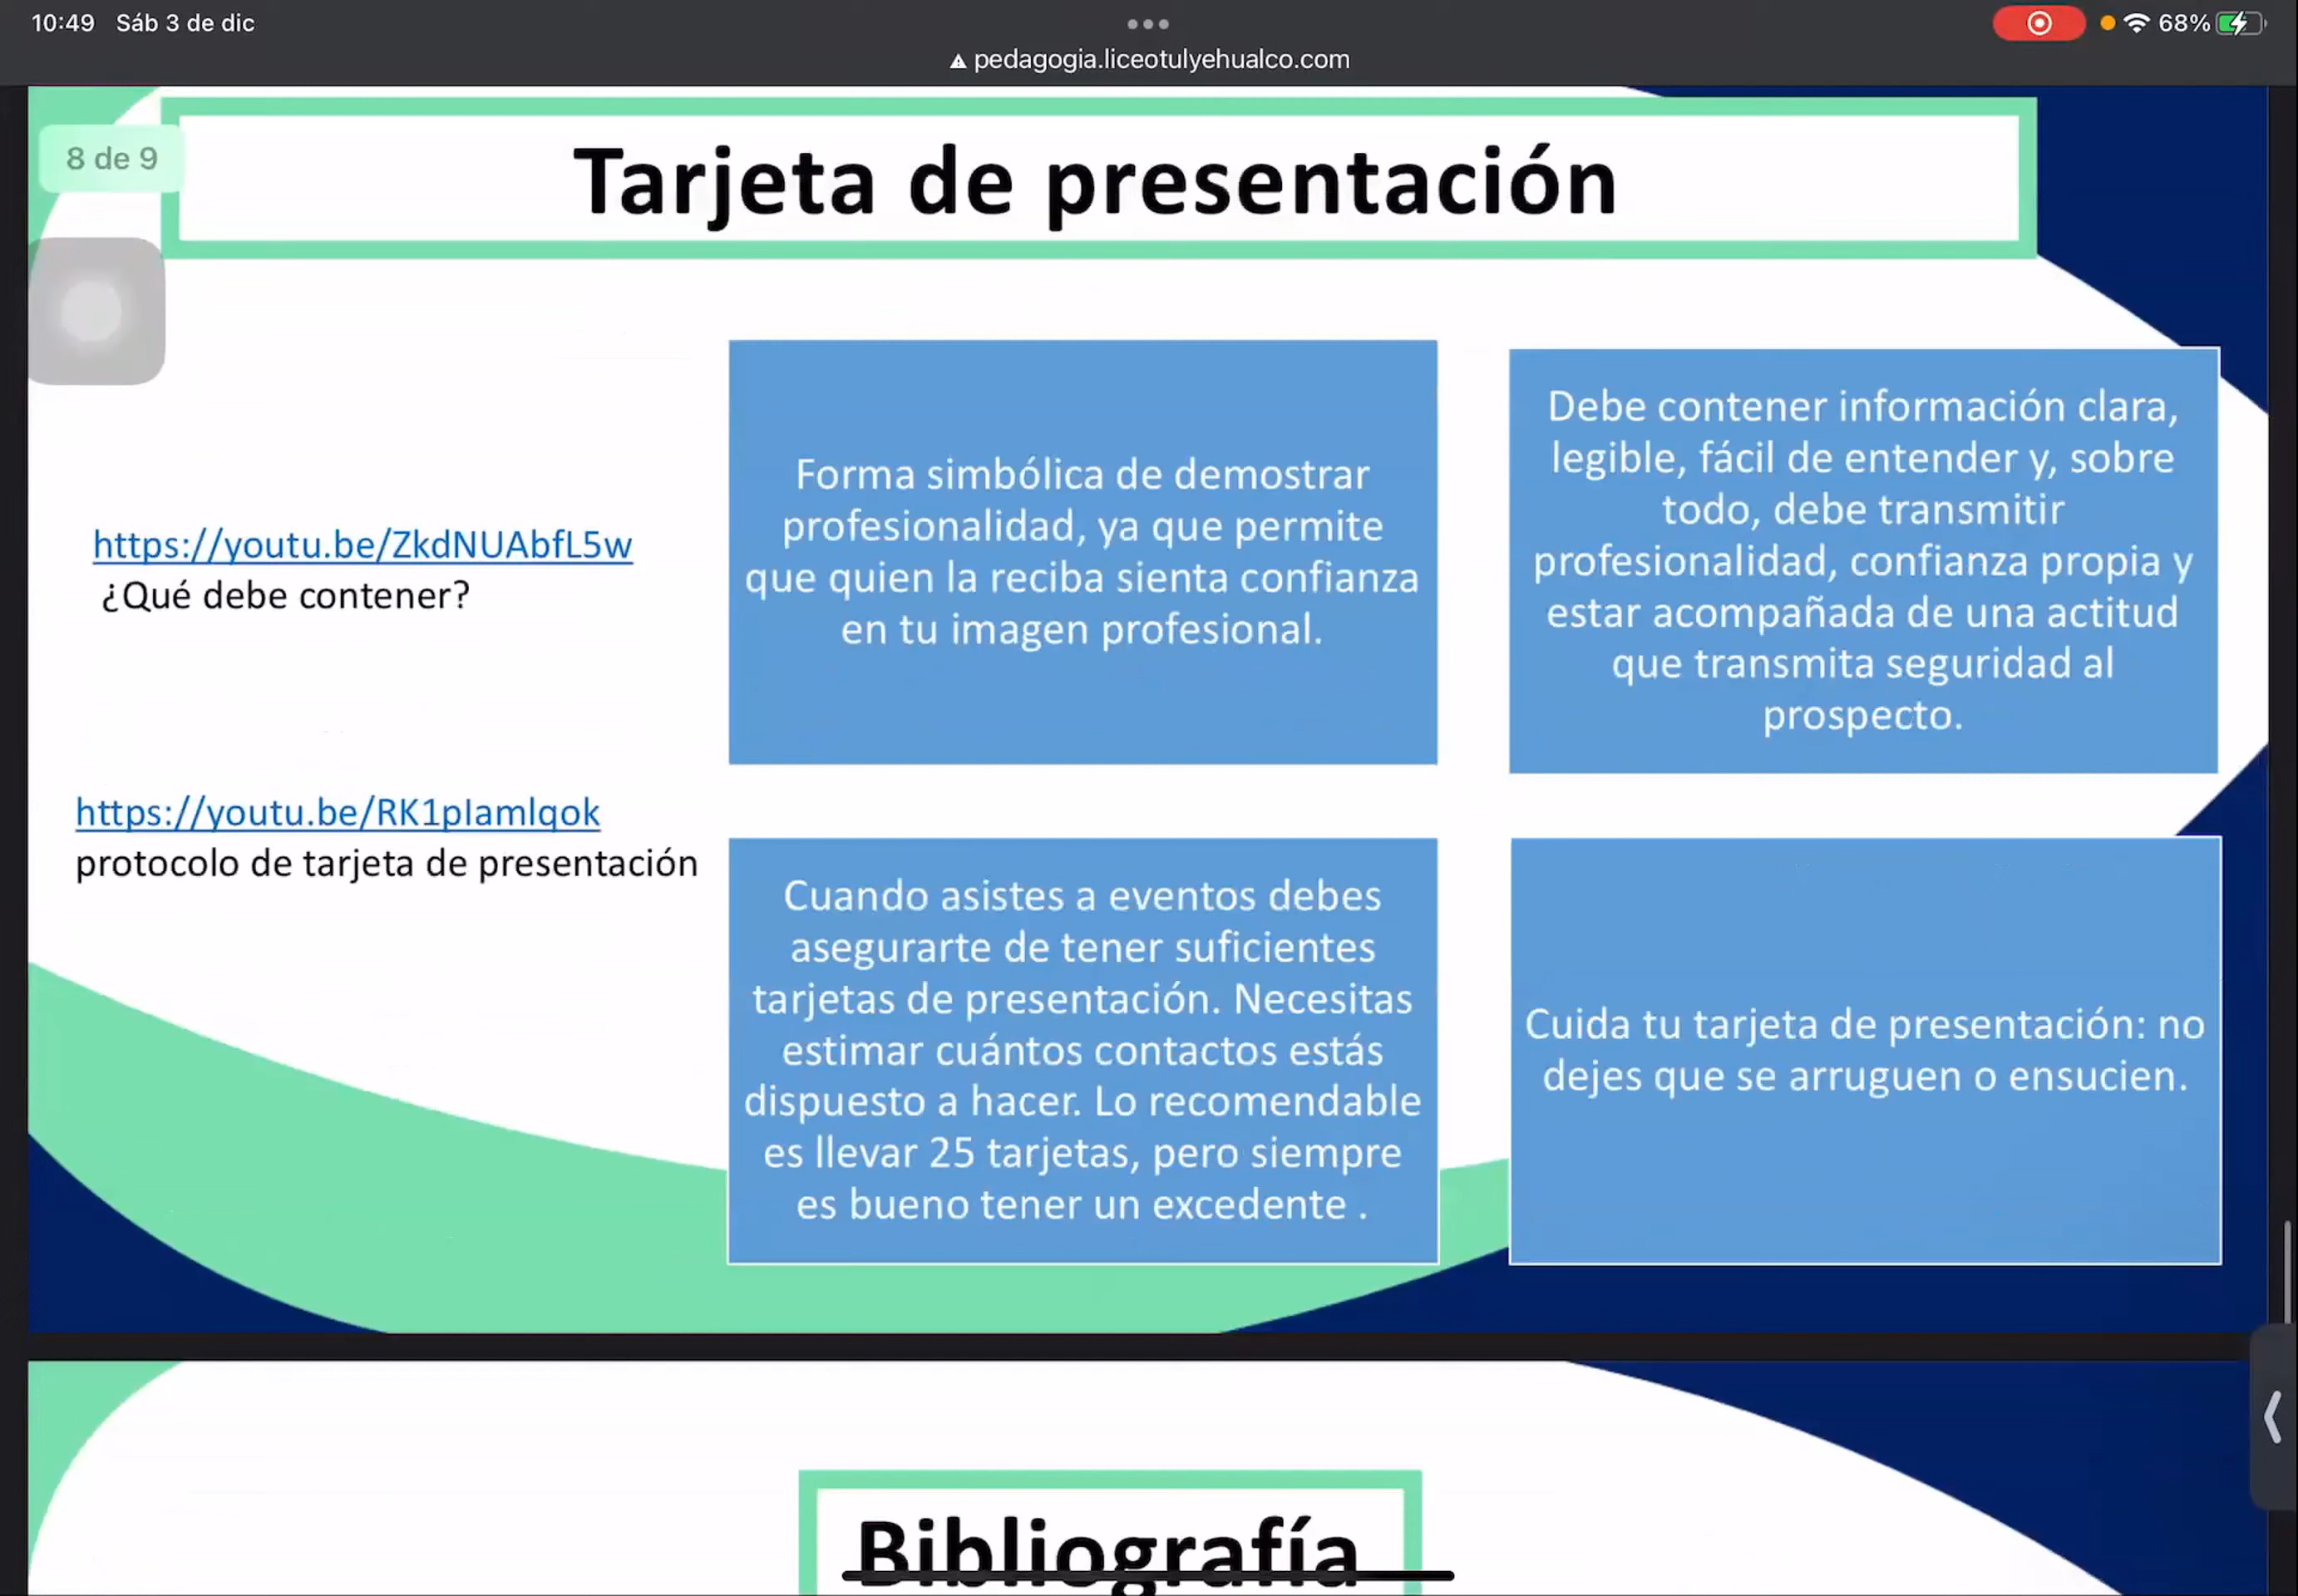 10:49 Sáb 3 de dic
68%
pedagogia.liceotulyehualco.com
8 de 9
Tarjeta de presentación
https://youtu.be/ZkdNUAbfL5w
¿Qué debe contener?
https://youtu.be/RK1pIamlqok
protocolo de tarjeta de presentación
Forma simbólica de demostrar
profesionalidad, ya que permite
que quien la reciba sienta confianza
en tu imagen profesional.
Debe contener información clara,
legible, fácil de entender y, sobre
todo, debe transmitir
profesionalidad, confianza propia y
estar acompañada de una actitud
que transmita seguridad al
prospecto.
Cuando asistes a eventos debes
asegurarte de tener suficientes
tarjetas de presentación. Necesitas
estimar cuántos contactos estás
dispuesto a hacer. Lo recomendable
es llevar 25 tarjetas, pero siempre
es bueno tener un excedente .
Cuida tu tarjeta de presentación: no
dejes que se arruguen o ensucien.
Bibliografía